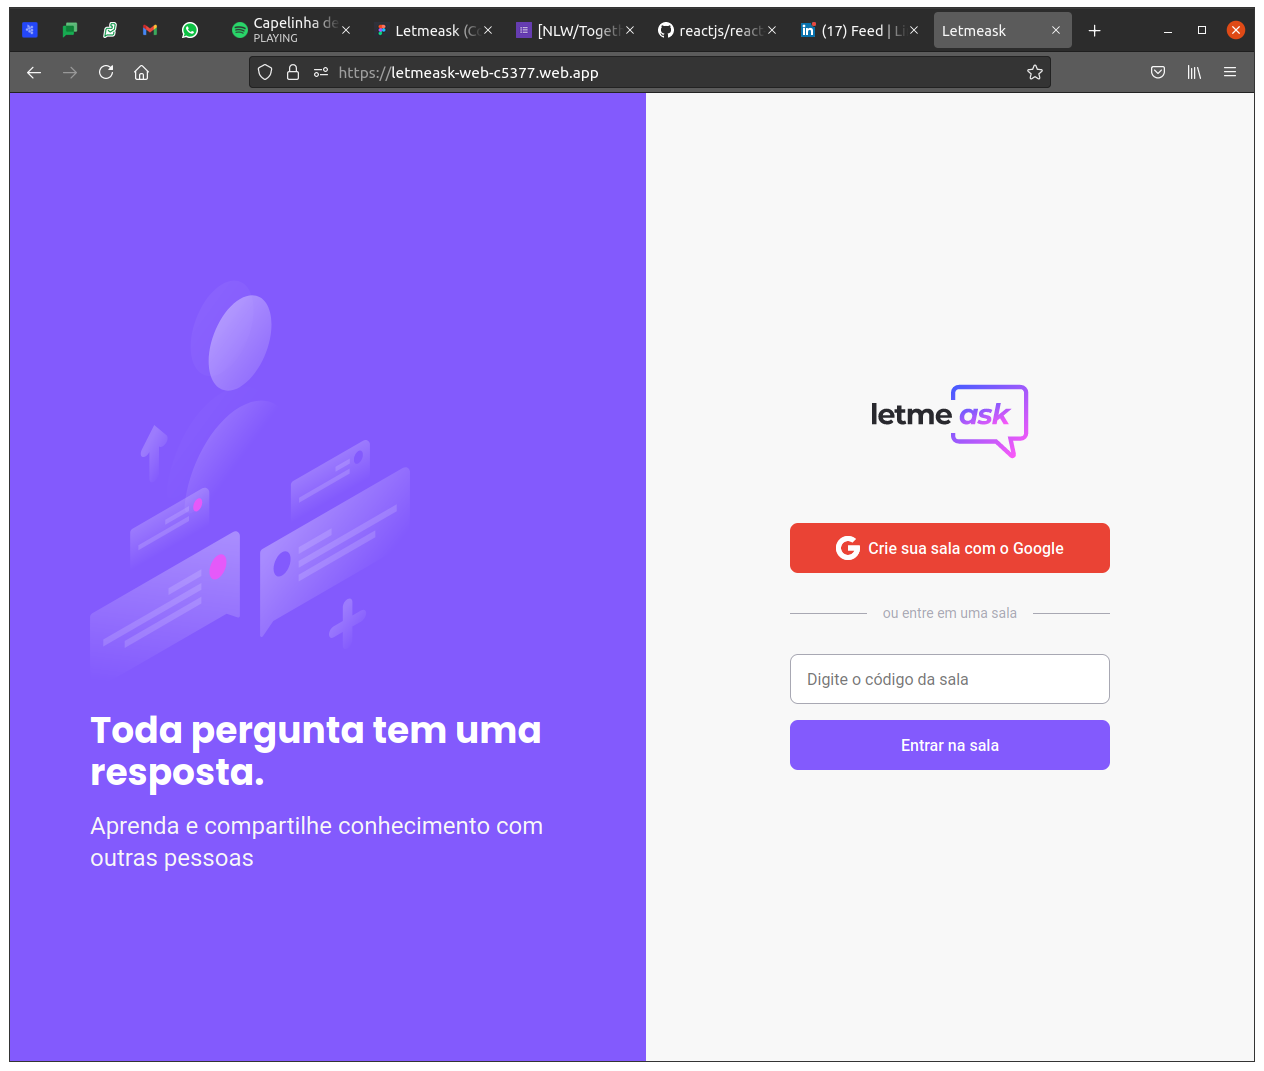 Capelinha de
PLAYING
Letmeask (Co
[NLW/Togeth
reactjs/react
(17) Feed | Li
Letmeask
https://letmeask-web-c5377.web.app
letme ask
Crie sua sala com o Google
ou entre em uma sala
Digite o código da sala
Entrar na sala
Toda pergunta tem uma
resposta.
Aprenda e compartilhe conhecimento com
outras pessoas